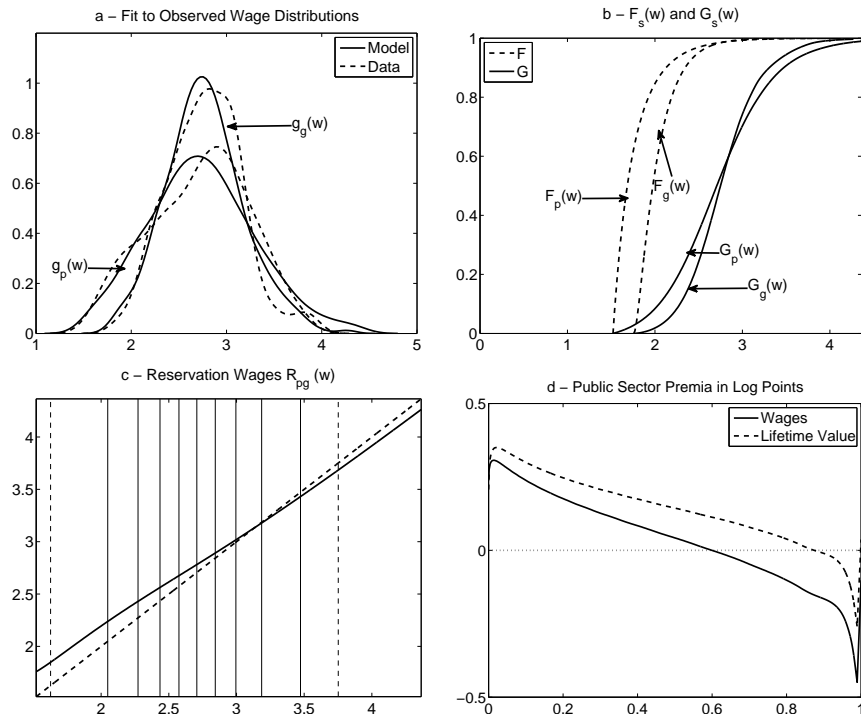 a – Fit to Observed Wage Distributions
Model
Data
g_g(w)
g_p(w)
0
0.2
0.4
0.6
0.8
1
1
2
3
4
5
b – F_s(w) and G_s(w)
F
G
F_p(w)
F_g(w)
G_p(w)
G_g(w)
0
0.2
0.4
0.6
0.8
1
0
1
2
3
4
c – Reservation Wages R_pg (w)
4
3.5
3
2.5
2
2
2.5
3
3.5
4
d – Public Sector Premia in Log Points
Wages
Lifetime Value
0.5
0
−0.5
0
0.2
0.4
0.6
0.8
1